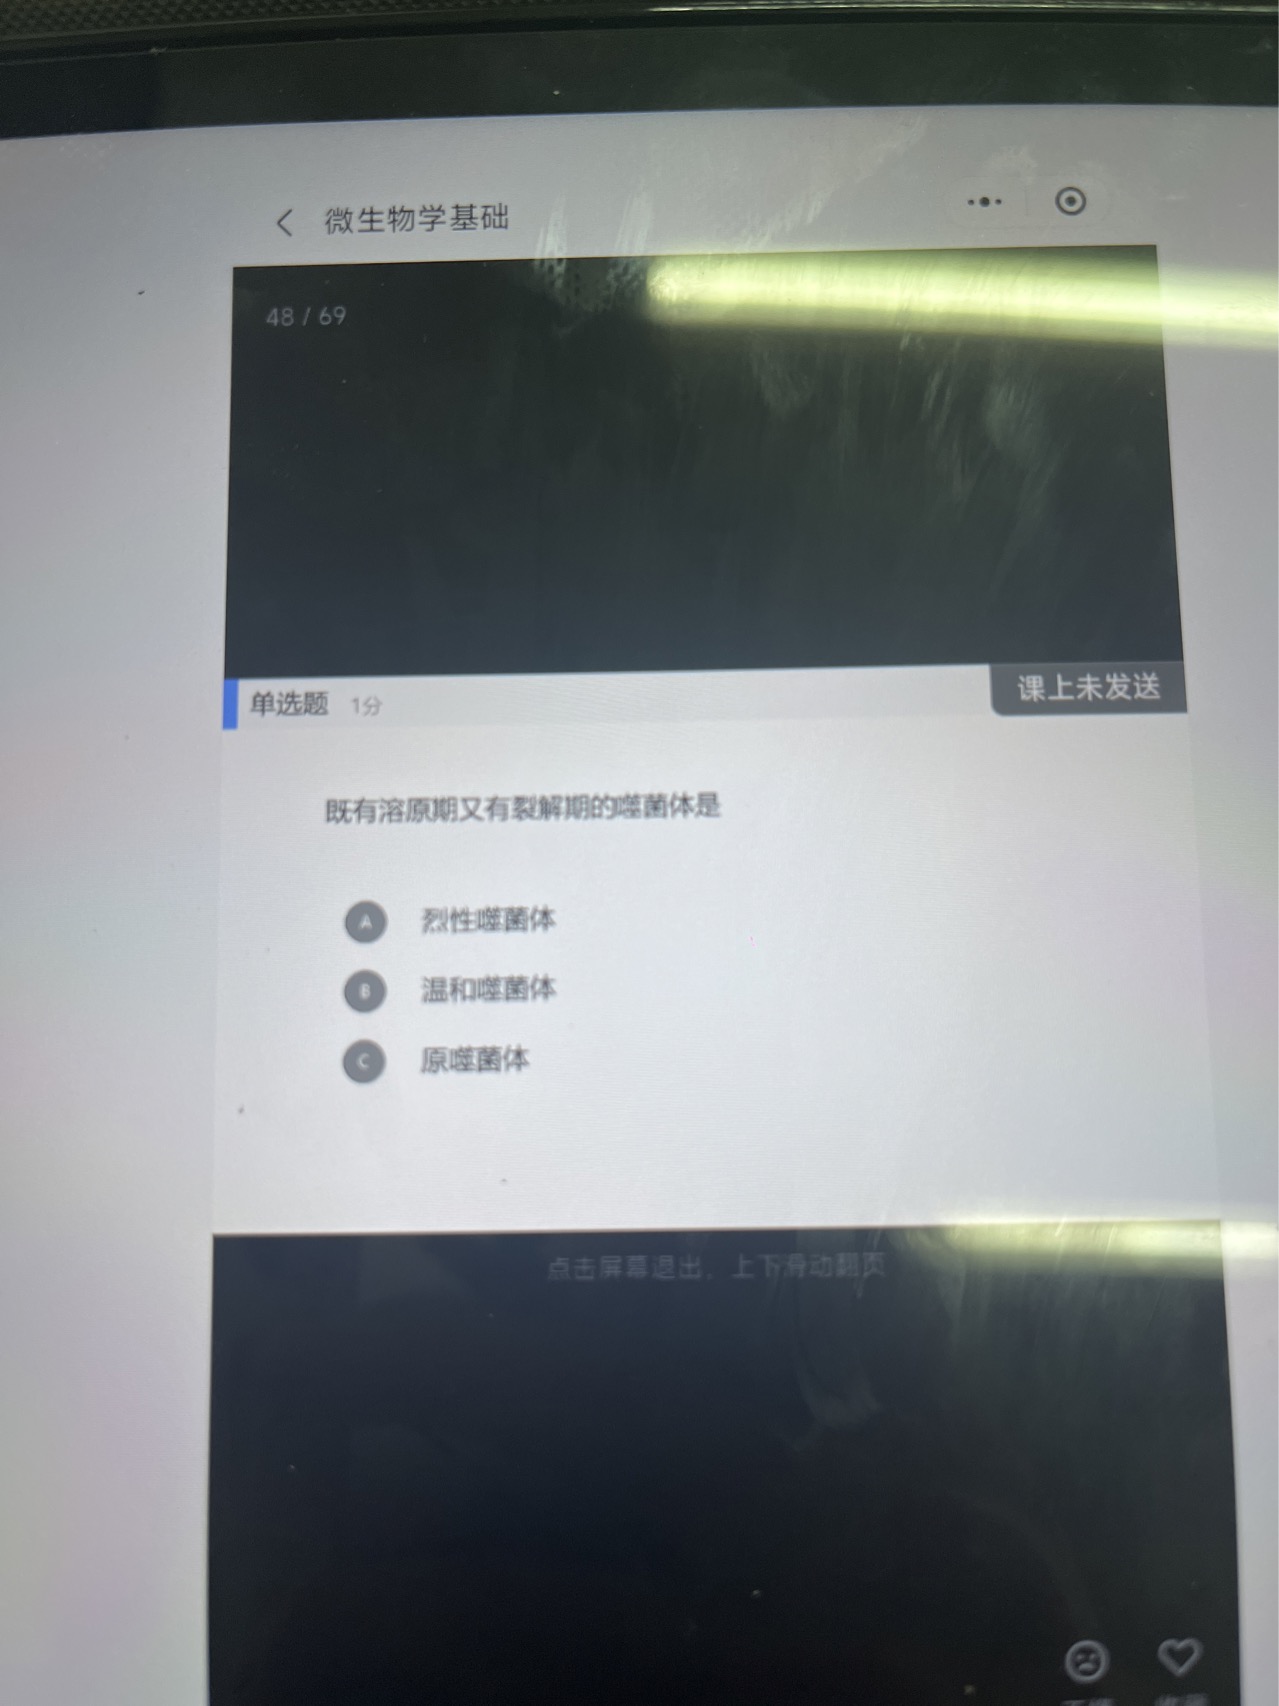 微生物学基础
48 / 69
单选题 1分
课上未发送
既有溶原期又有裂解期的噬菌体是
A 烈性噬菌体
B 温和噬菌体
C 原噬菌体
点击屏幕退出，上下滑动翻页